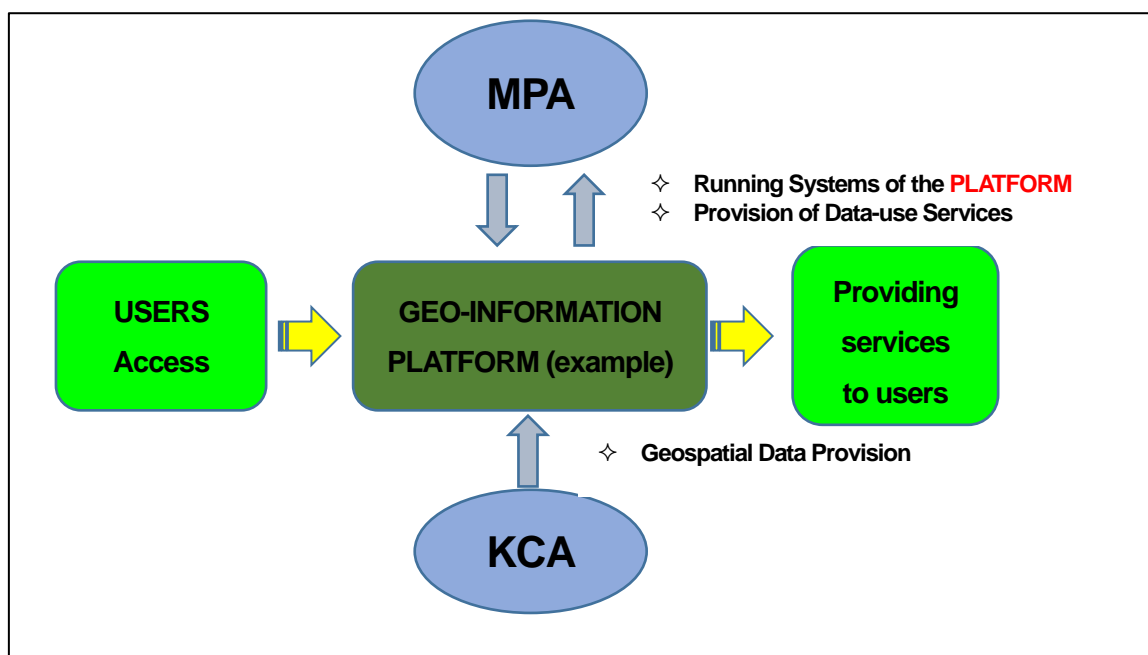 MPA
✧ Running Systems of the PLATFORM
✧ Provision of Data-use Services
USERS
Access
GEO-INFORMATION
PLATFORM (example)
Providing
services
to users
✧ Geospatial Data Provision
KCA